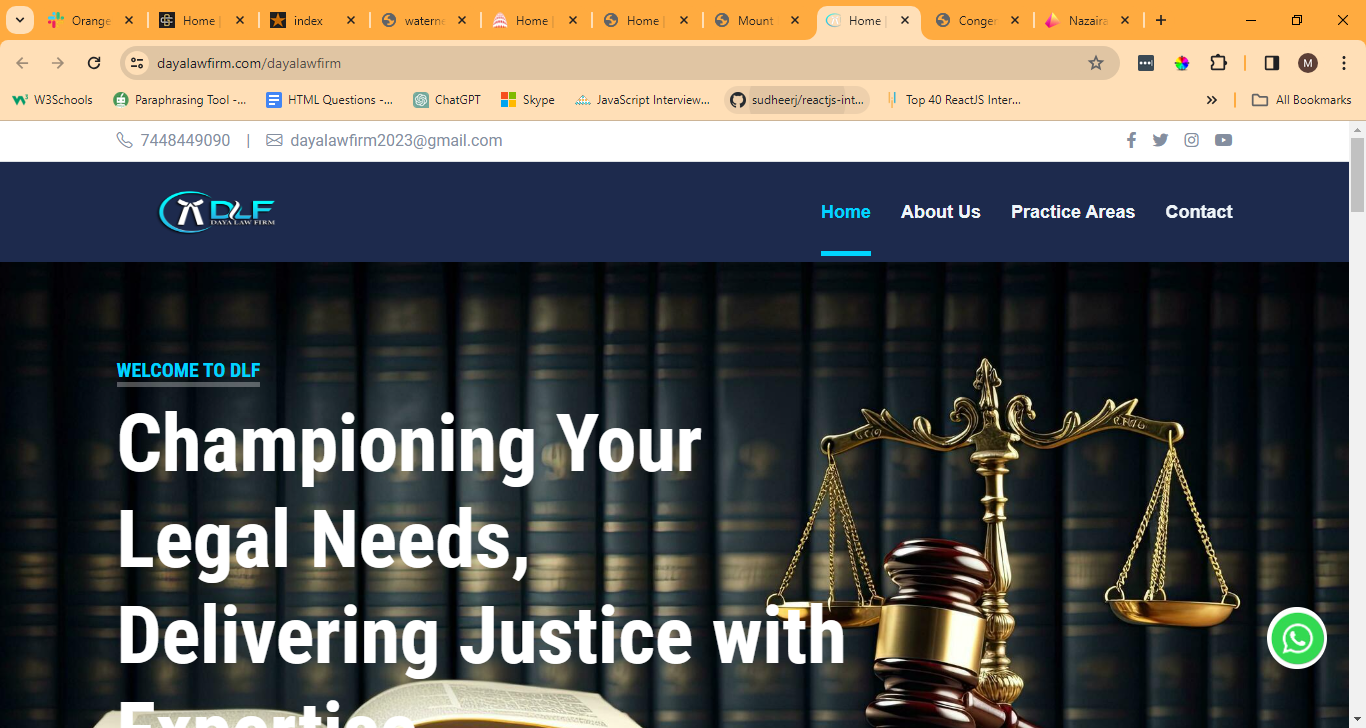 Orange
Home |
index
waterne
Home |
Home |
Mount
Home |
Conger
Nazaira
dayalawfirm.com/dayalawfirm
M
W3Schools
Paraphrasing Tool -...
HTML Questions -...
ChatGPT
Skype
JavaScript Interview...
sudheerj/reactjs-int...
Top 40 ReactJS Inter...
All Bookmarks
7448449090 | dayalawfirm2023@gmail.com
DLF
DAYA LAW FIRM
Home
About Us
Practice Areas
Contact
WELCOME TO DLF
Championing Your
Legal Needs,
Delivering Justice with
Expertise